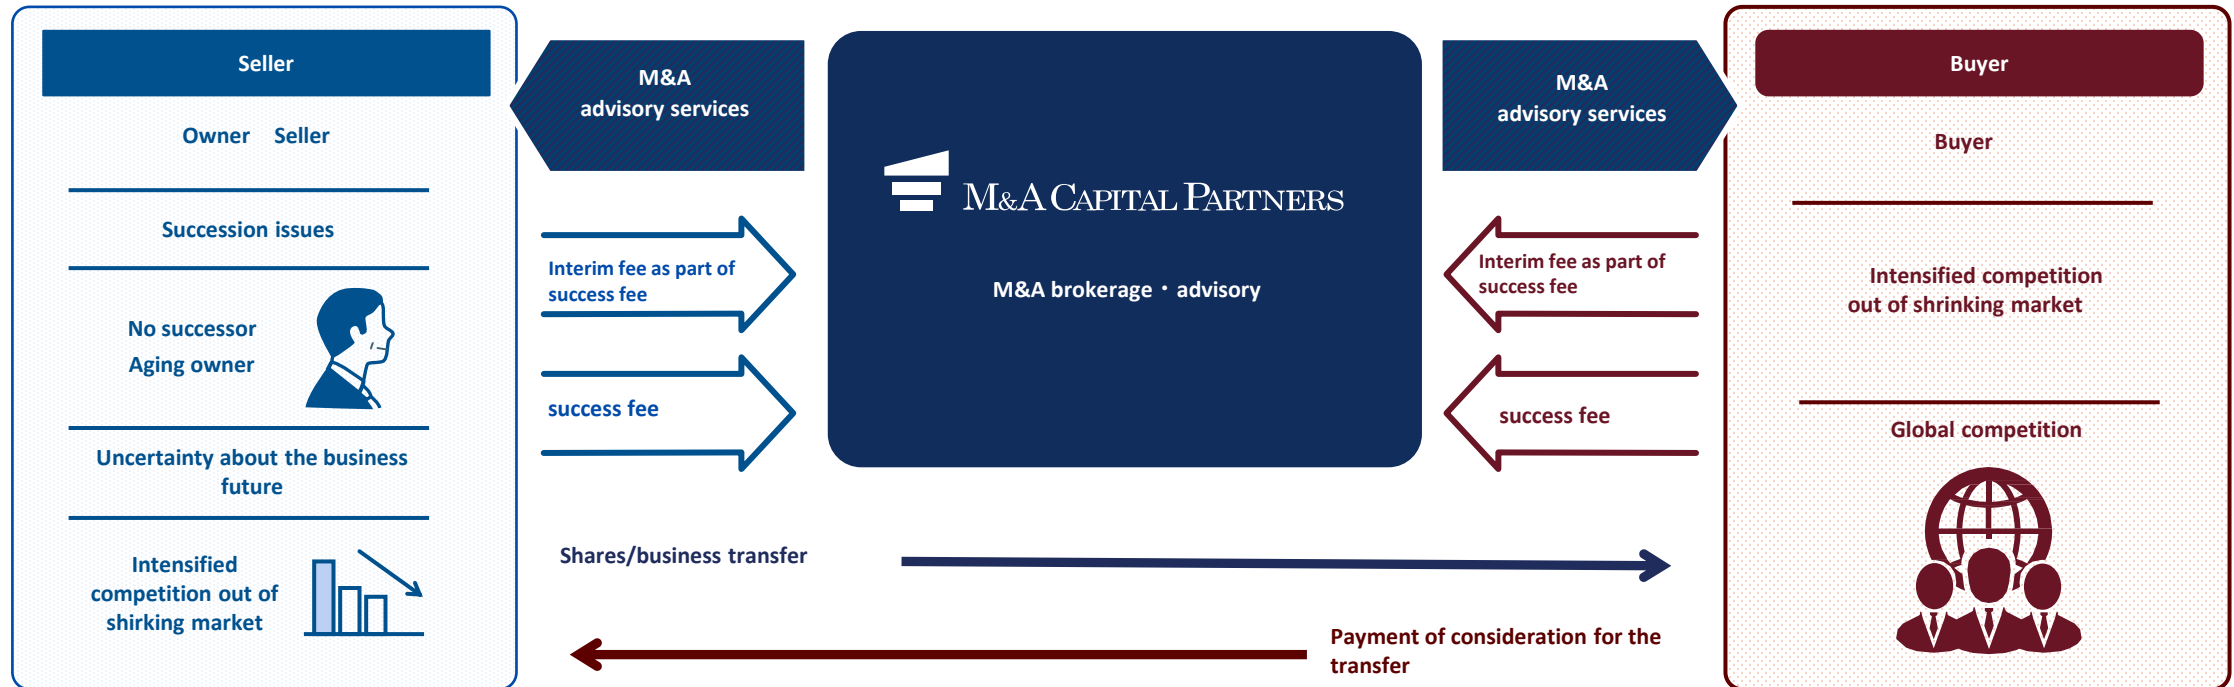 Seller
Owner Seller
Succession issues
No successor
Aging owner
Uncertainty about the business
future
Intensified
competition out of
shirking market
M&A
advisory services
Interim fee as part of
success fee
success fee
M&A CAPITAL PARTNERS
M&A brokerage・advisory
M&A
advisory services
Interim fee as part of
success fee
success fee
Shares/business transfer
Payment of consideration for the
transfer
Buyer
Buyer
Intensified competition
out of shrinking market
Global competition